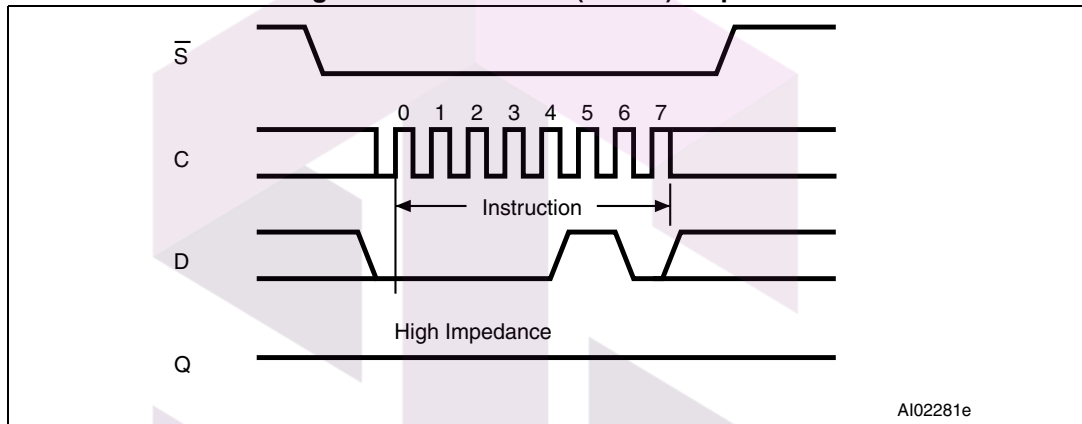 S̅
0 1 2 3 4 5 6 7
C
Instruction
D
High Impedance
Q
AI02281e